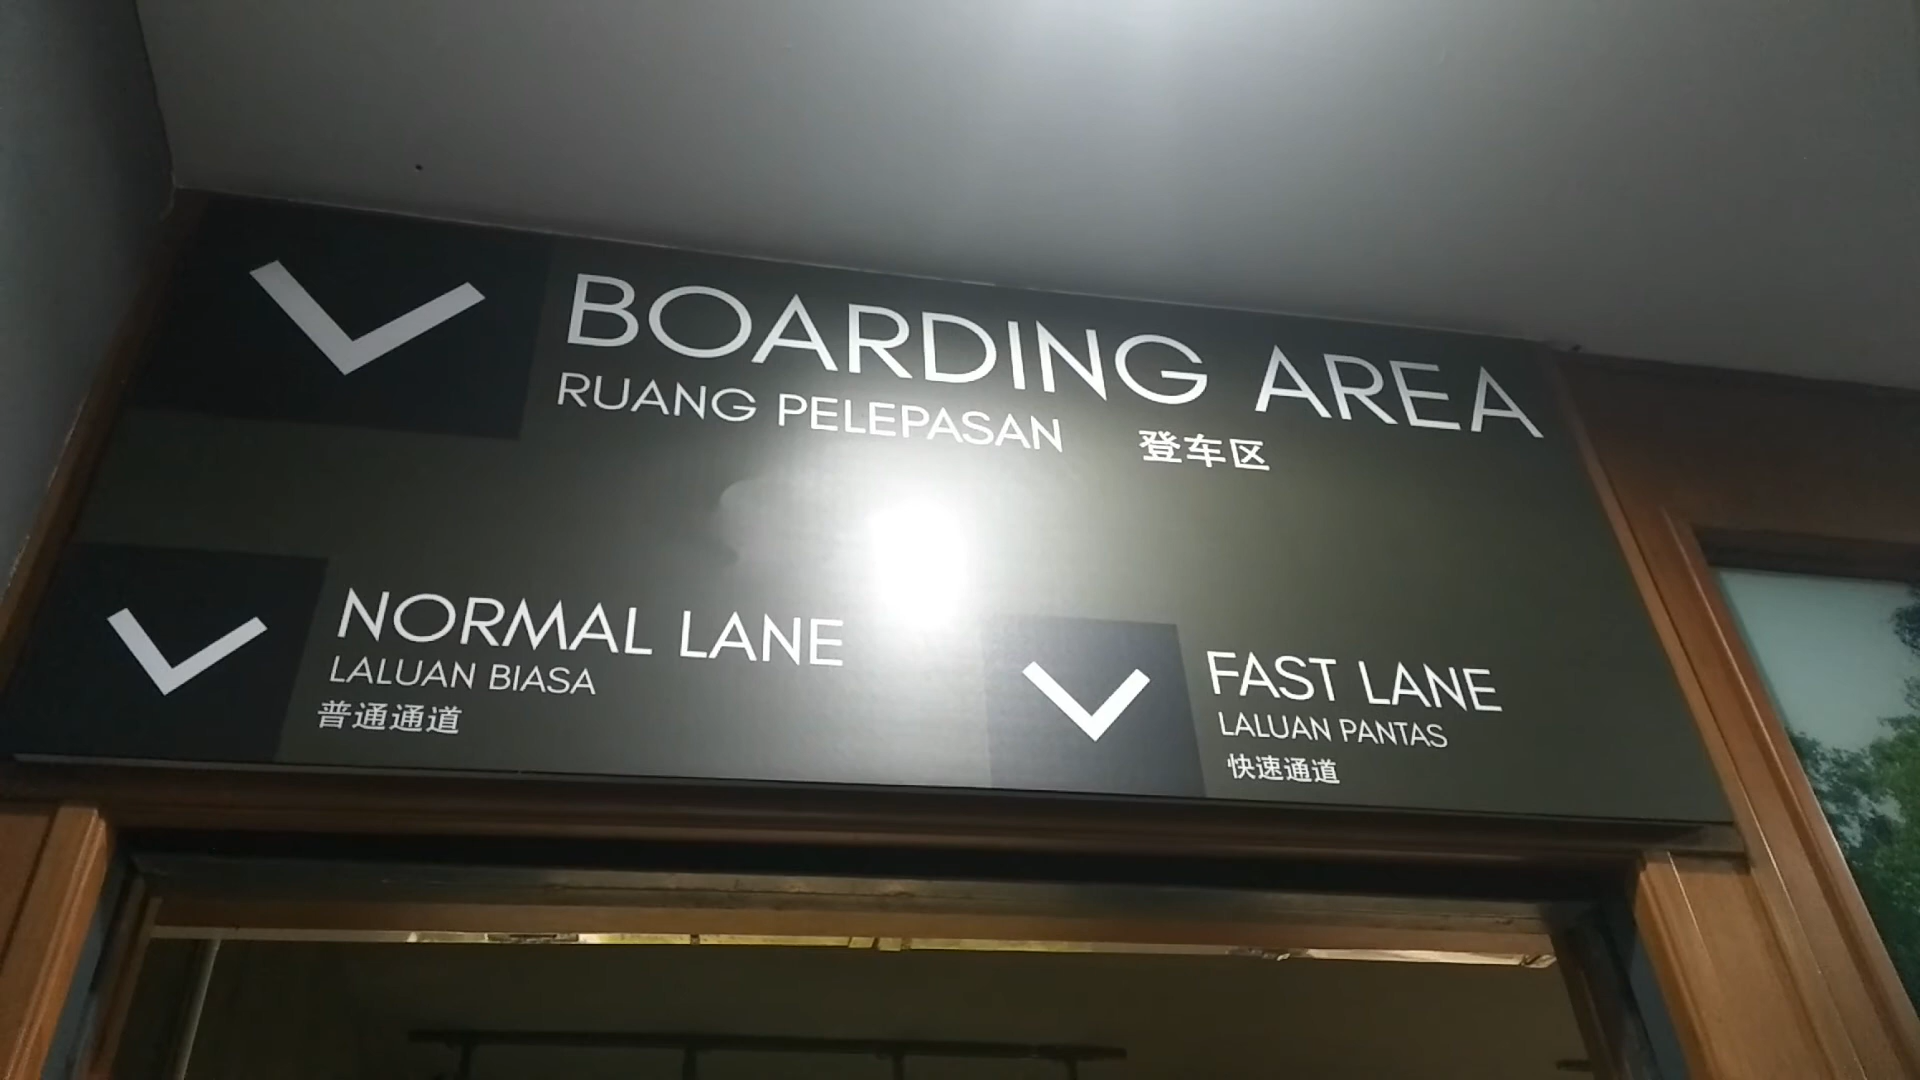 BOARDING AREA
RUANG PELEPASAN 登车区
NORMAL LANE
LALUAN BIASA
普通通道
FAST LANE
LALUAN PANTAS
快速通道